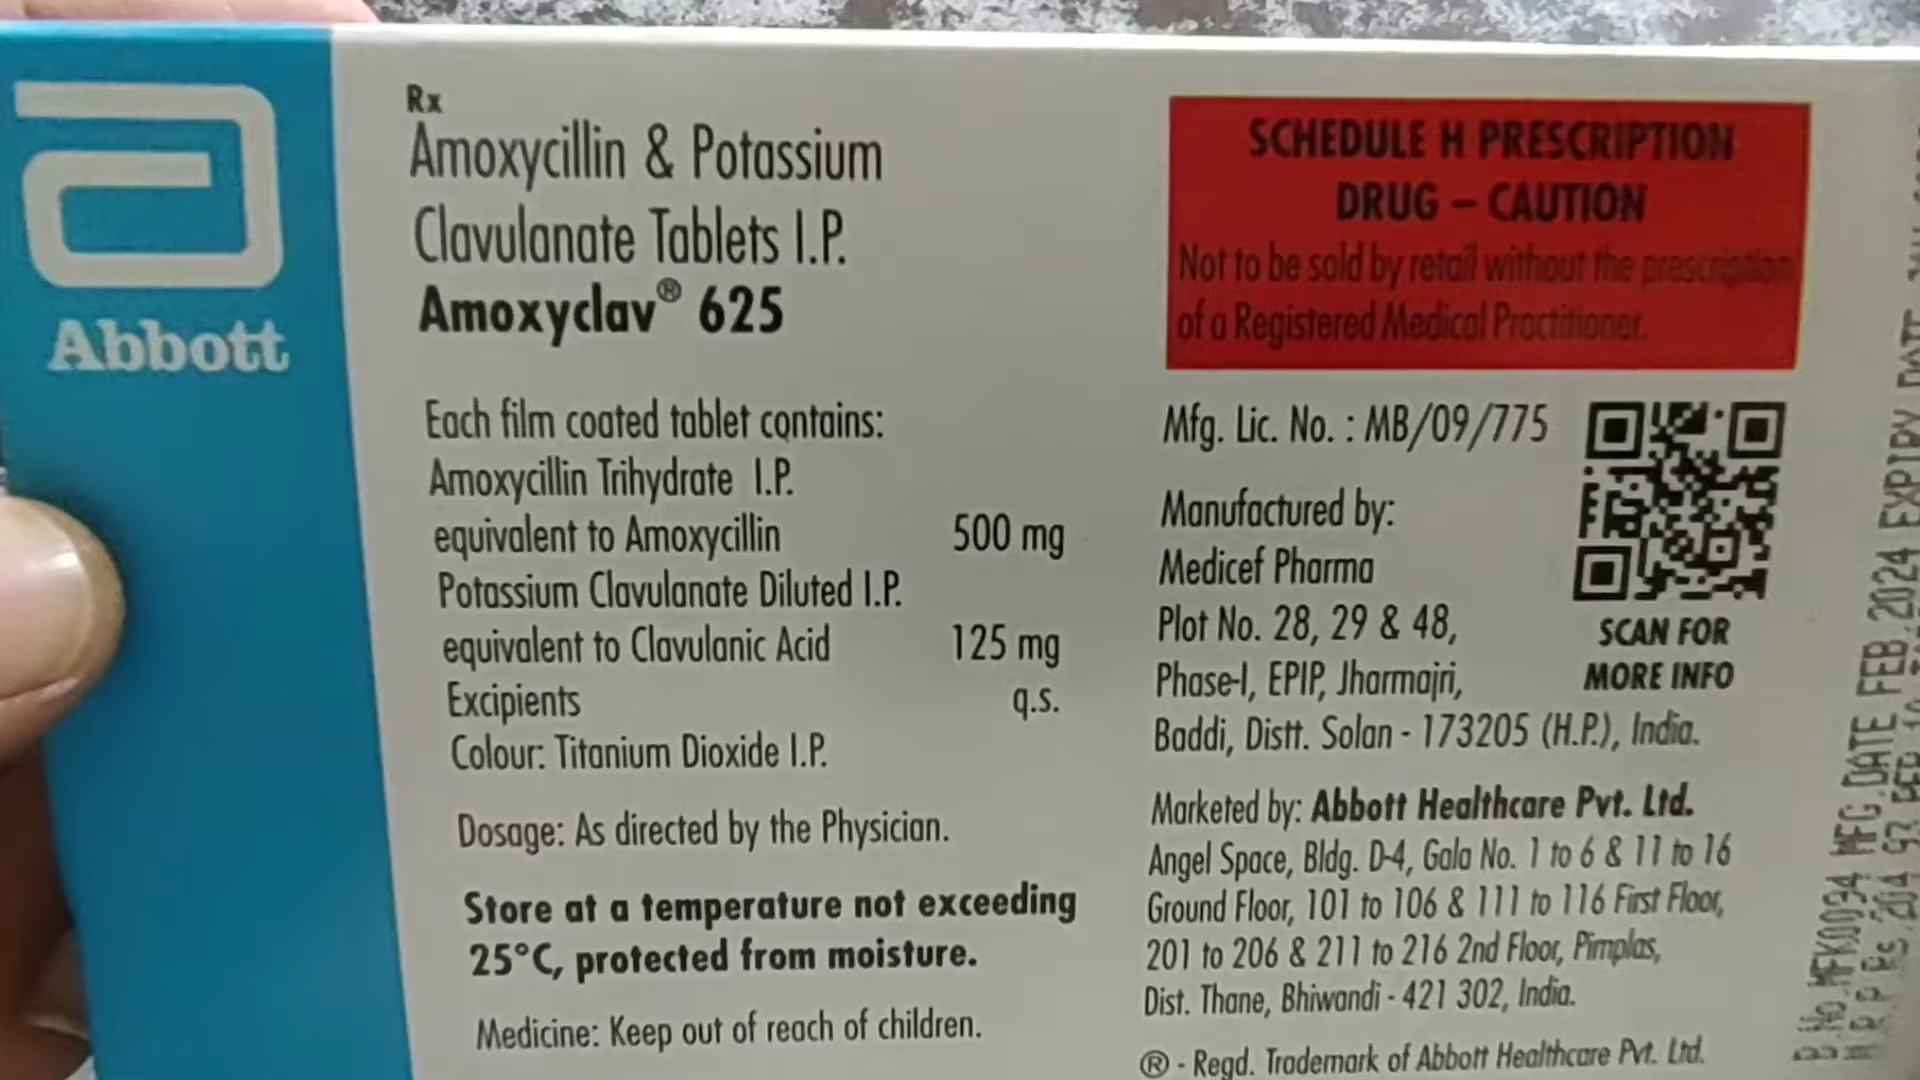 Abbott
Rx
Amoxycillin & Potassium
Clavulanate Tablets I.P.
Amoxyclav® 625
Each film coated tablet contains:
Amoxycillin Trihydrate I.P.
equivalent to Amoxycillin 500 mg
Potassium Clavulanate Diluted I.P.
equivalent to Clavulanic Acid 125 mg
Excipients q.s.
Colour: Titanium Dioxide I.P.
Dosage: As directed by the Physician.
Store at a temperature not exceeding
25°C, protected from moisture.
Medicine: Keep out of reach of children.
SCHEDULE H PRESCRIPTION
DRUG – CAUTION
Not to be sold by retail without the prescription
of a Registered Medical Practitioner.
Mfg. Lic. No. : MB/09/775
Manufactured by:
Medicef Pharma
Plot No. 28, 29 & 48,
Phase-I, EPIP, Jharmajri,
Baddi, Distt. Solan - 173205 (H.P.), India.
SCAN FOR
MORE INFO
Marketed by: Abbott Healthcare Pvt. Ltd.
Angel Space, Bldg. D-4, Gala No. 1 to 6 & 11 to 16
Ground Floor, 101 to 106 & 111 to 116 First Floor,
201 to 206 & 211 to 216 2nd Floor, Pimplas,
Dist. Thane, Bhiwandi - 421 302, India.
® - Regd. Trademark of Abbott Healthcare Pvt. Ltd.
B.No.MFK0034 MFG.DATE FEB.2024 EXPIRY DATE
M.R.P.Rs.204.93 PER 10